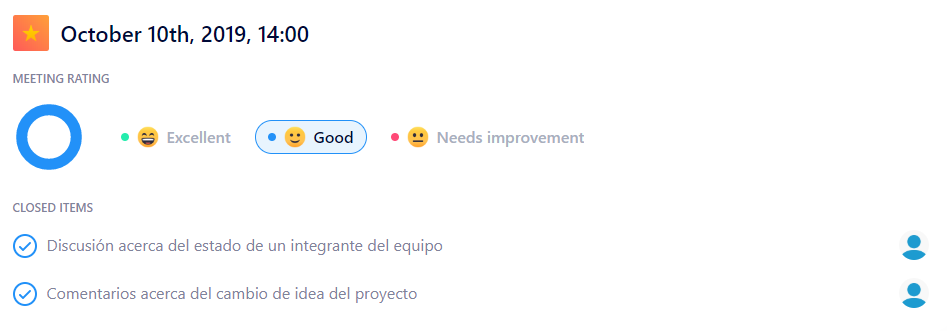 October 10th, 2019, 14:00
MEETING RATING
Excellent Good Needs improvement
CLOSED ITEMS
Discusión acerca del estado de un integrante del equipo
Comentarios acerca del cambio de idea del proyecto